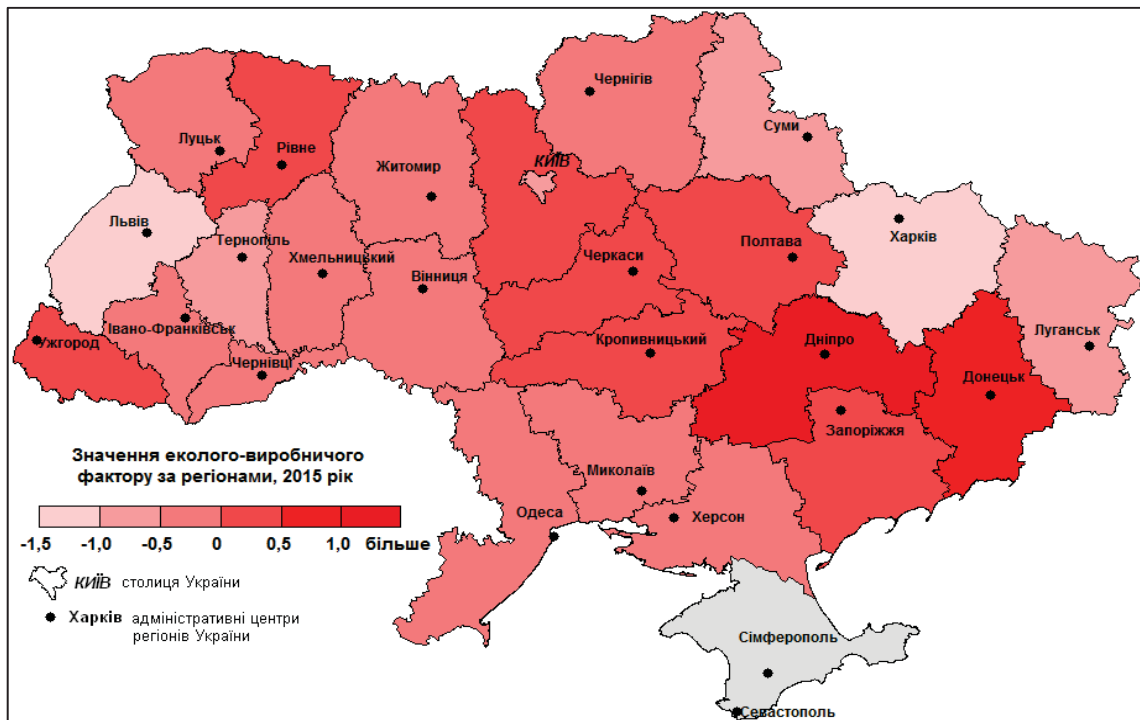 Чернігів
Суми
Луцьк
Рівне
КИЇВ
Житомир
Львів
Харків
Тернопіль
Полтава
Хмельницький
Черкаси
Вінниця
Івано-Франківськ
Ужгород
Кропивницький
Дніпро
Луганськ
Чернівці
Донецьк
Запоріжжя
Значення еколого-виробничого
фактору за регіонами, 2015 рік
Миколаїв
Одеса
Херсон
-1,5 -1,0 -0,5 0 0,5 1,0 більше
КИЇВ столиця України
Харків адміністративні центри
регіонів України
Сімферополь
Севастополь